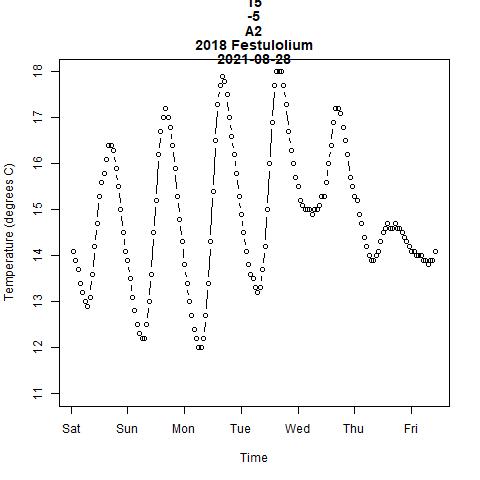 15
-5
A2
2018 Festulolium
2021-08-28
Temperature (degrees C)
18
17
16
15
14
13
12
11
Sat Sun Mon Tue Wed Thu Fri
Time